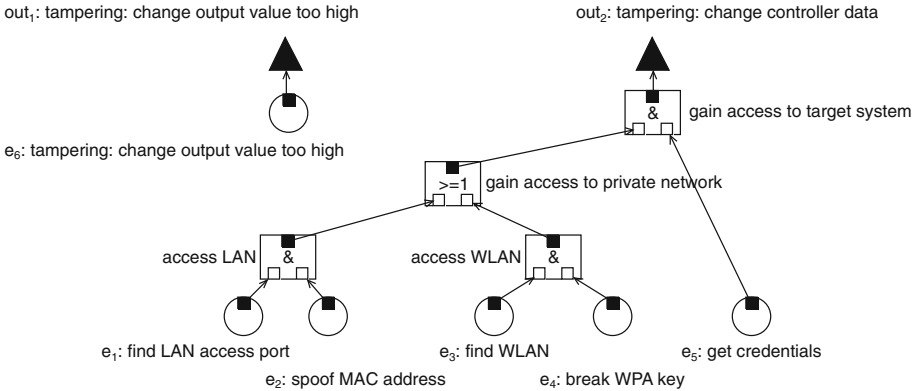 out₁: tampering: change output value too high
out₂: tampering: change controller data
&
gain access to target system
e₆: tampering: change output value too high
>=1
gain access to private network
access LAN
&
access WLAN
&
e₁: find LAN access port
e₃: find WLAN
e₅: get credentials
e₂: spoof MAC address
e₄: break WPA key